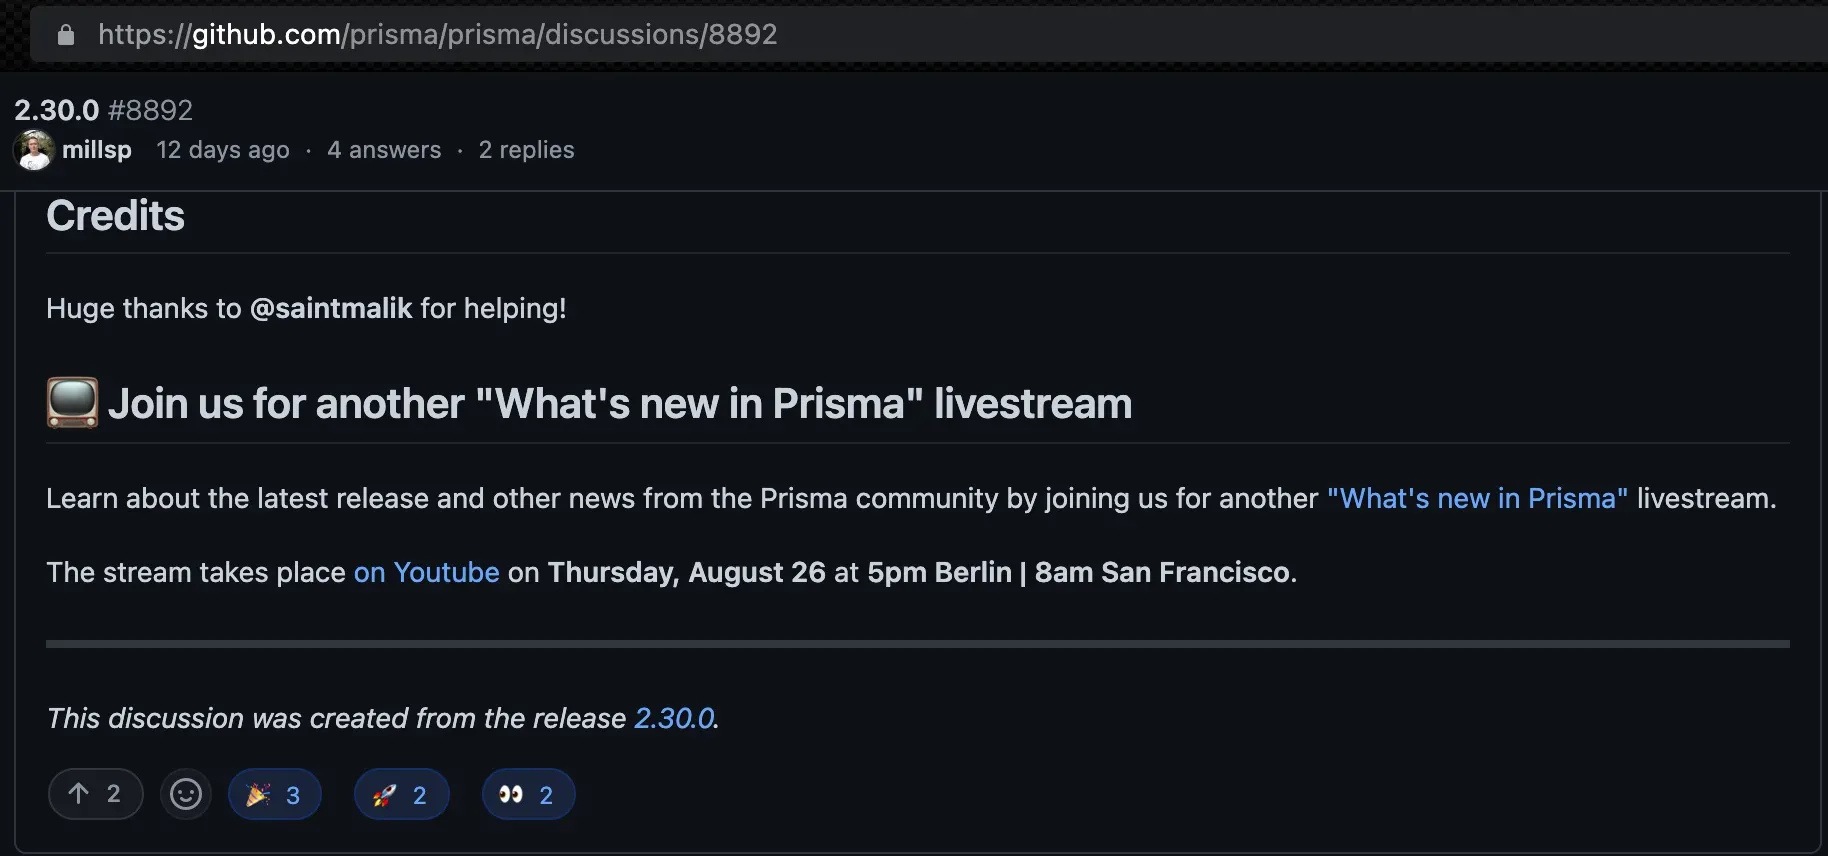 https://github.com/prisma/prisma/discussions/8892
2.30.0 #8892
millsp 12 days ago · 4 answers · 2 replies
Credits
Huge thanks to @saintmalik for helping!
📺 Join us for another "What's new in Prisma" livestream
Learn about the latest release and other news from the Prisma community by joining us for another "What's new in Prisma" livestream.
The stream takes place on Youtube on Thursday, August 26 at 5pm Berlin | 8am San Francisco.
This discussion was created from the release 2.30.0.
↑ 2 🎉 3 🚀 2 👀 2